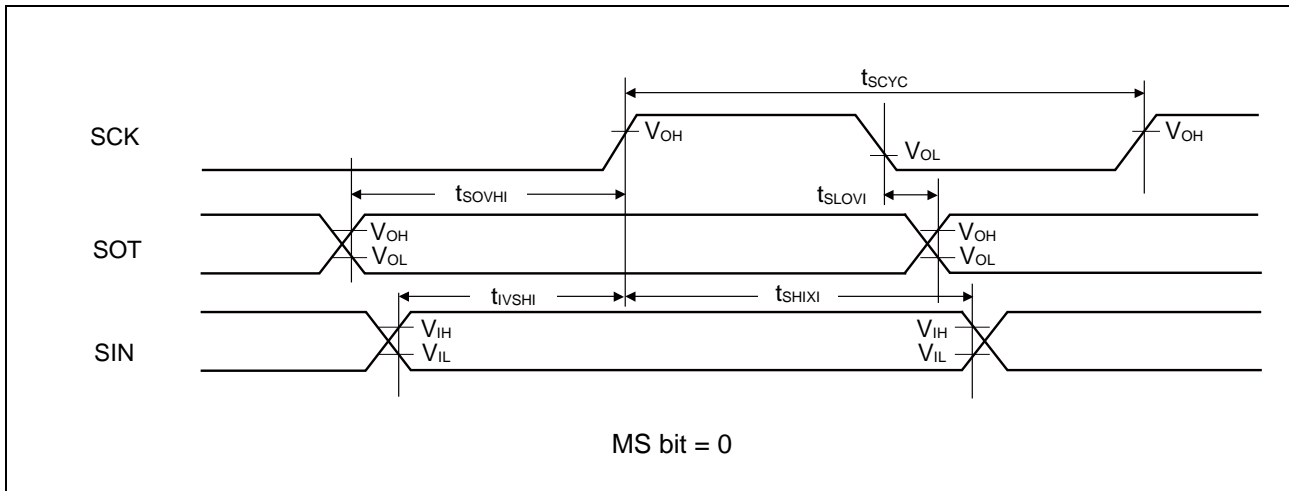 tSCYC
SCK
VOH
VOL
VOH
tSOVHI
tSLOVI
SOT
VOH
VOL
VOH
VOL
tIVSHI
tSHIXI
SIN
VIH
VIL
VIH
VIL
MS bit = 0